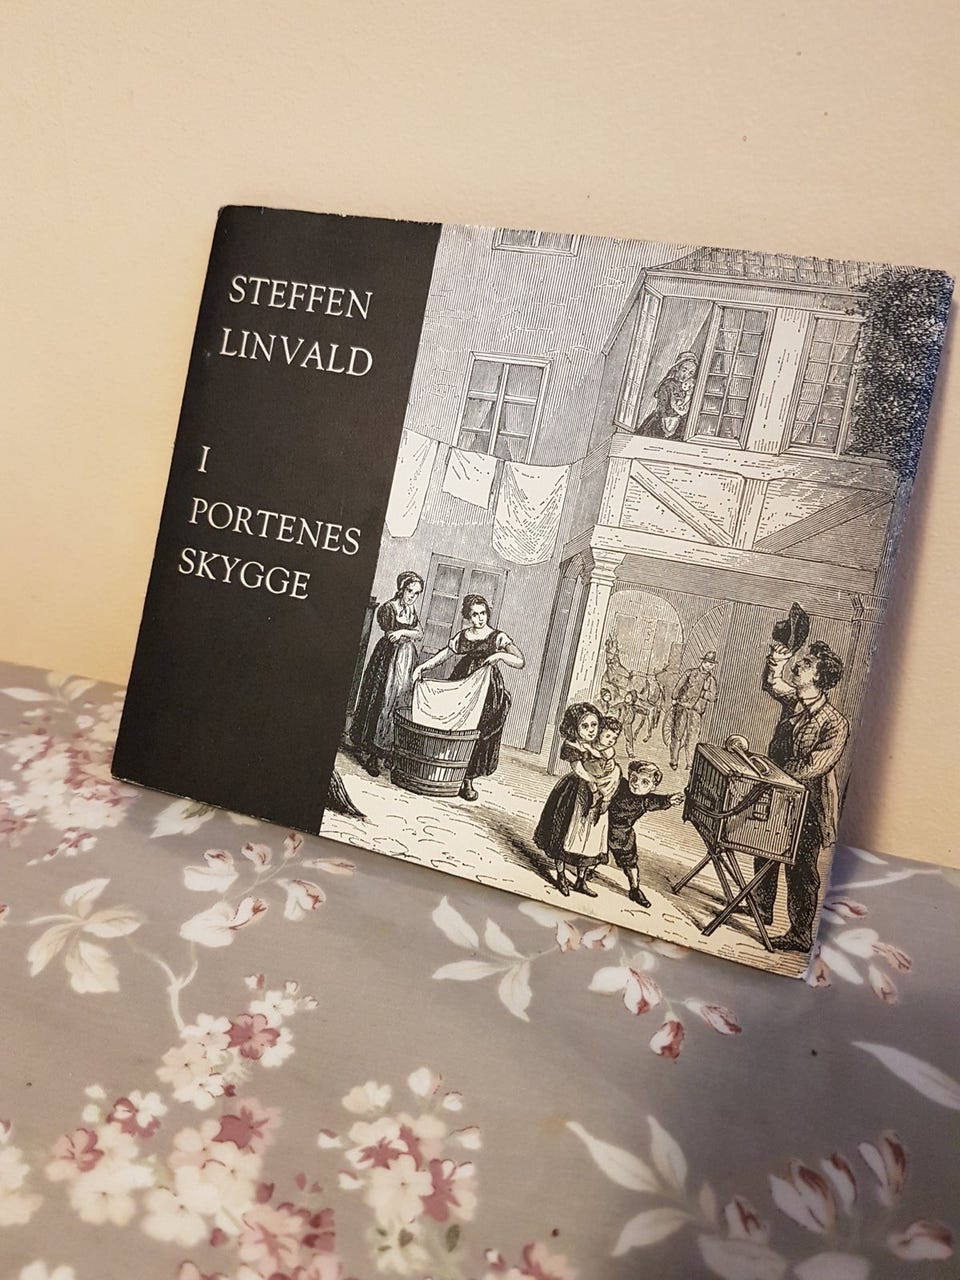 STEFFEN
LINVALD
I
PORTENES
SKYGGE